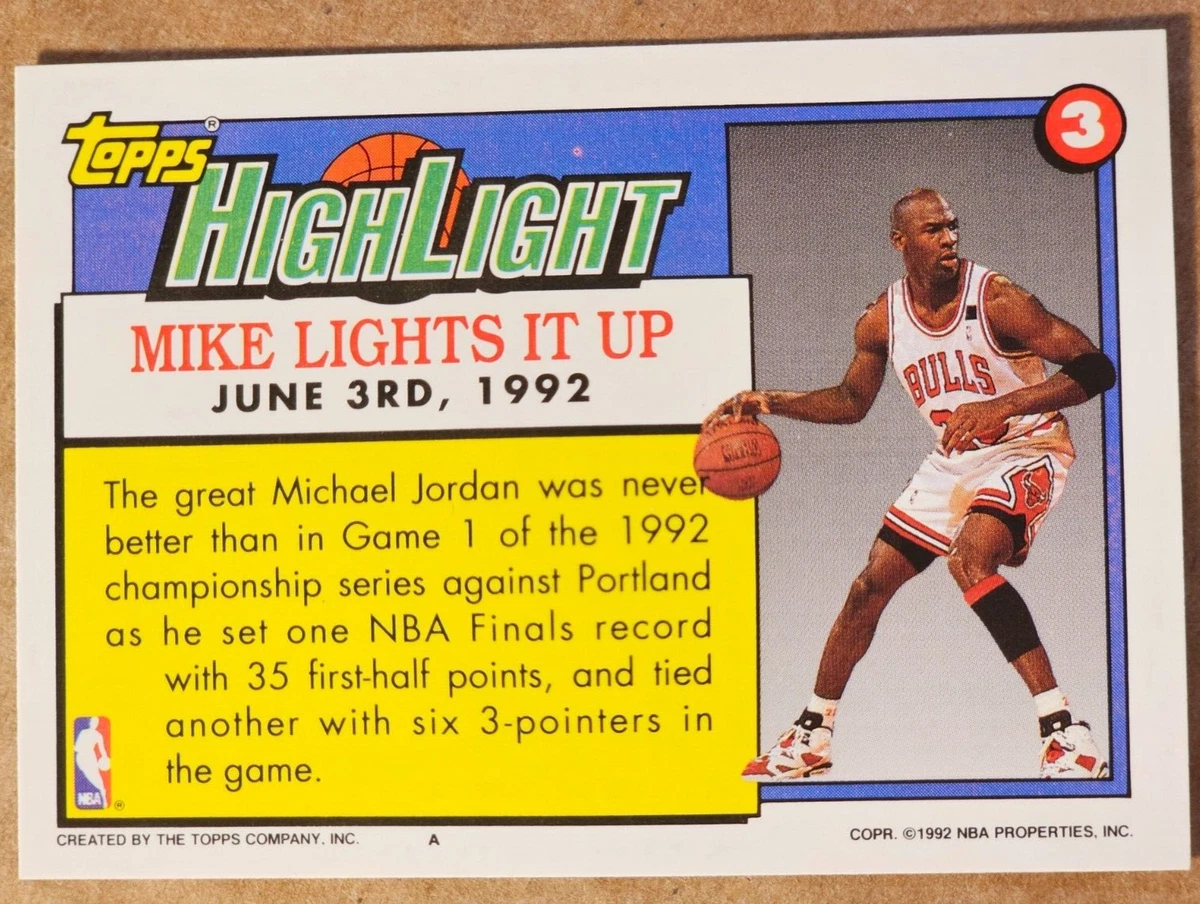 3
TOPPS ®
HIGHLIGHT
MIKE LIGHTS IT UP
JUNE 3RD, 1992
The great Michael Jordan was never
better than in Game 1 of the 1992
championship series against Portland
as he set one NBA Finals record
with 35 first-half points, and tied
another with six 3-pointers in
the game.
BULLS
NBA ®
CREATED BY THE TOPPS COMPANY, INC. A COPR. ©1992 NBA PROPERTIES, INC.